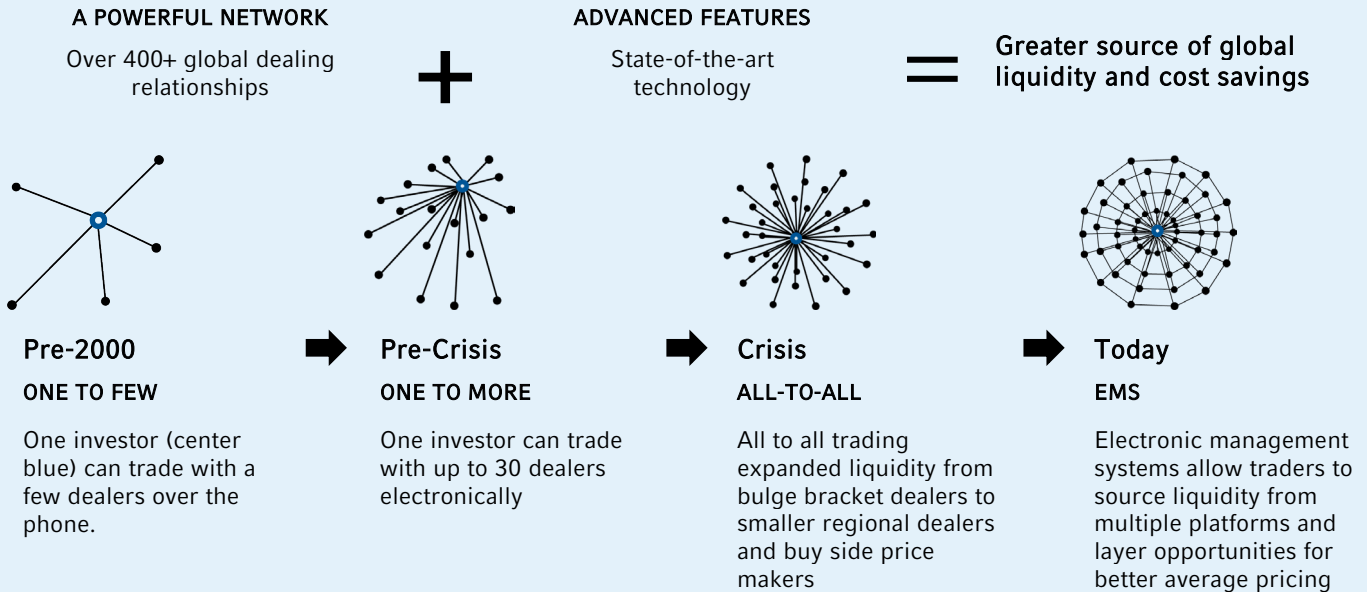 A POWERFUL NETWORK
Over 400+ global dealing
relationships
+
ADVANCED FEATURES
State-of-the-art
technology
=
Greater source of global
liquidity and cost savings
Pre-2000
ONE TO FEW
One investor (center
blue) can trade with a
few dealers over the
phone.
Pre-Crisis
ONE TO MORE
One investor can trade
with up to 30 dealers
electronically
Crisis
ALL-TO-ALL
All to all trading
expanded liquidity from
bulge bracket dealers to
smaller regional dealers
and buy side price
makers
Today
EMS
Electronic management
systems allow traders to
source liquidity from
multiple platforms and
layer opportunities for
better average pricing